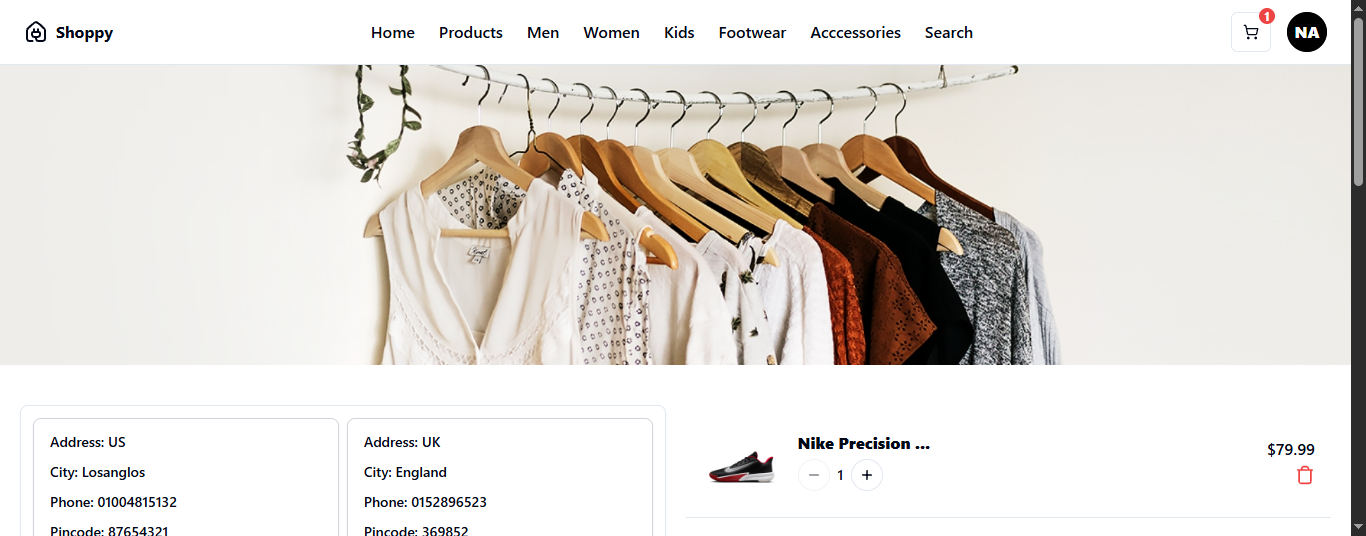 Shoppy
Home Products Men Women Kids Footwear Acccessories Search
1
NA
Address: US
City: Losanglos
Phone: 01004815132
Pincode: 87654321
Address: UK
City: England
Phone: 0152896523
Pincode: 369852
Nike Precision ...
1
$79.99